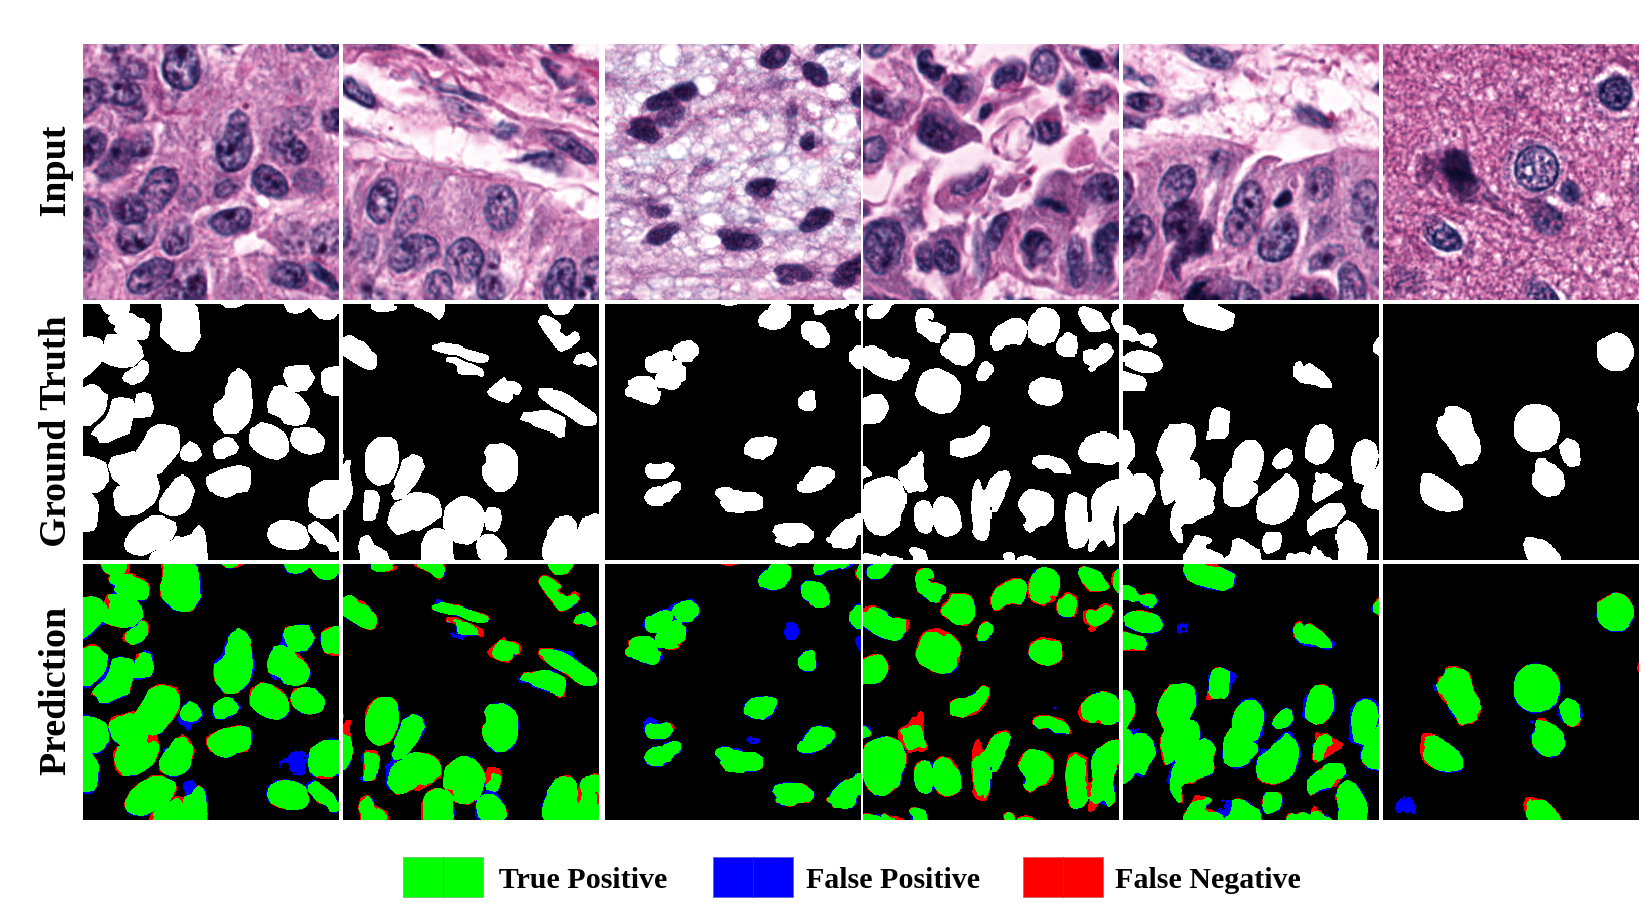 Input
Ground Truth
Prediction
True Positive
False Positive
False Negative